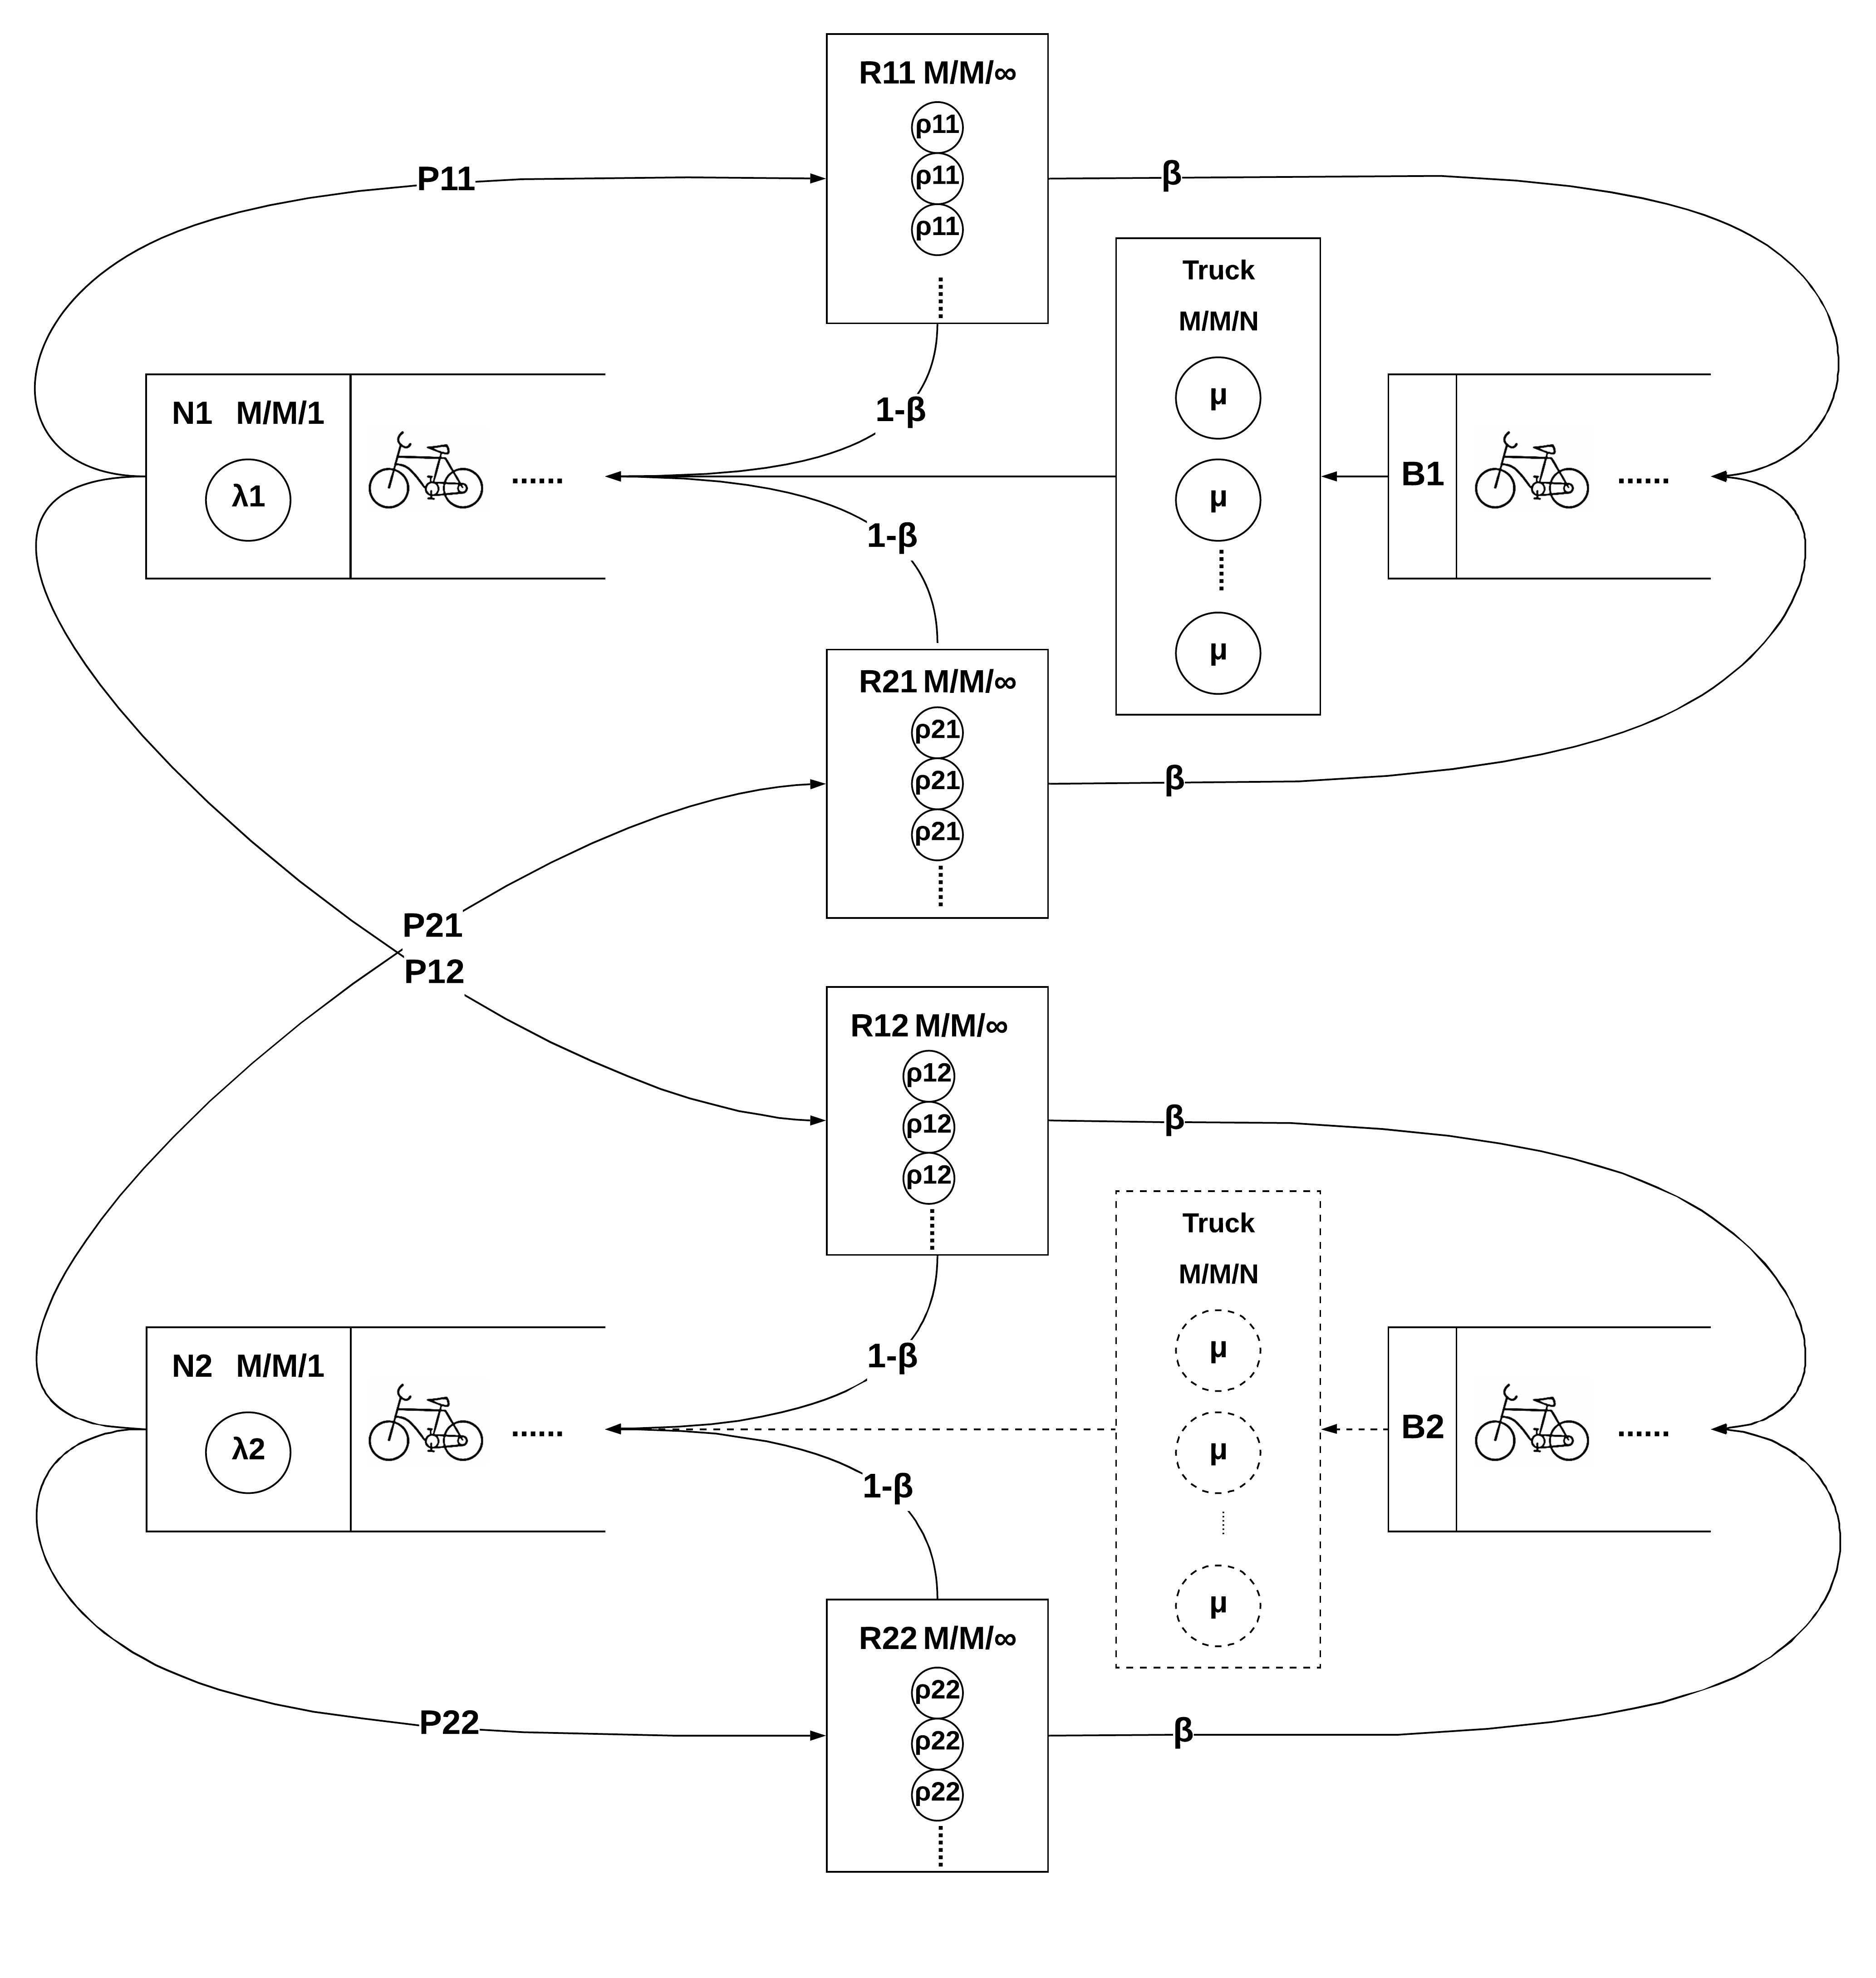 R11 M/M/∞
ρ11
ρ11
ρ11
P11
β
Truck
M/M/N
μ
μ
μ
N1 M/M/1
λ1
......
1-β
1-β
B1
......
R21 M/M/∞
ρ21
ρ21
ρ21
β
P21
P12
R12 M/M/∞
ρ12
ρ12
ρ12
β
Truck
M/M/N
μ
μ
μ
N2 M/M/1
λ2
......
1-β
1-β
B2
......
R22 M/M/∞
ρ22
ρ22
ρ22
P22
β